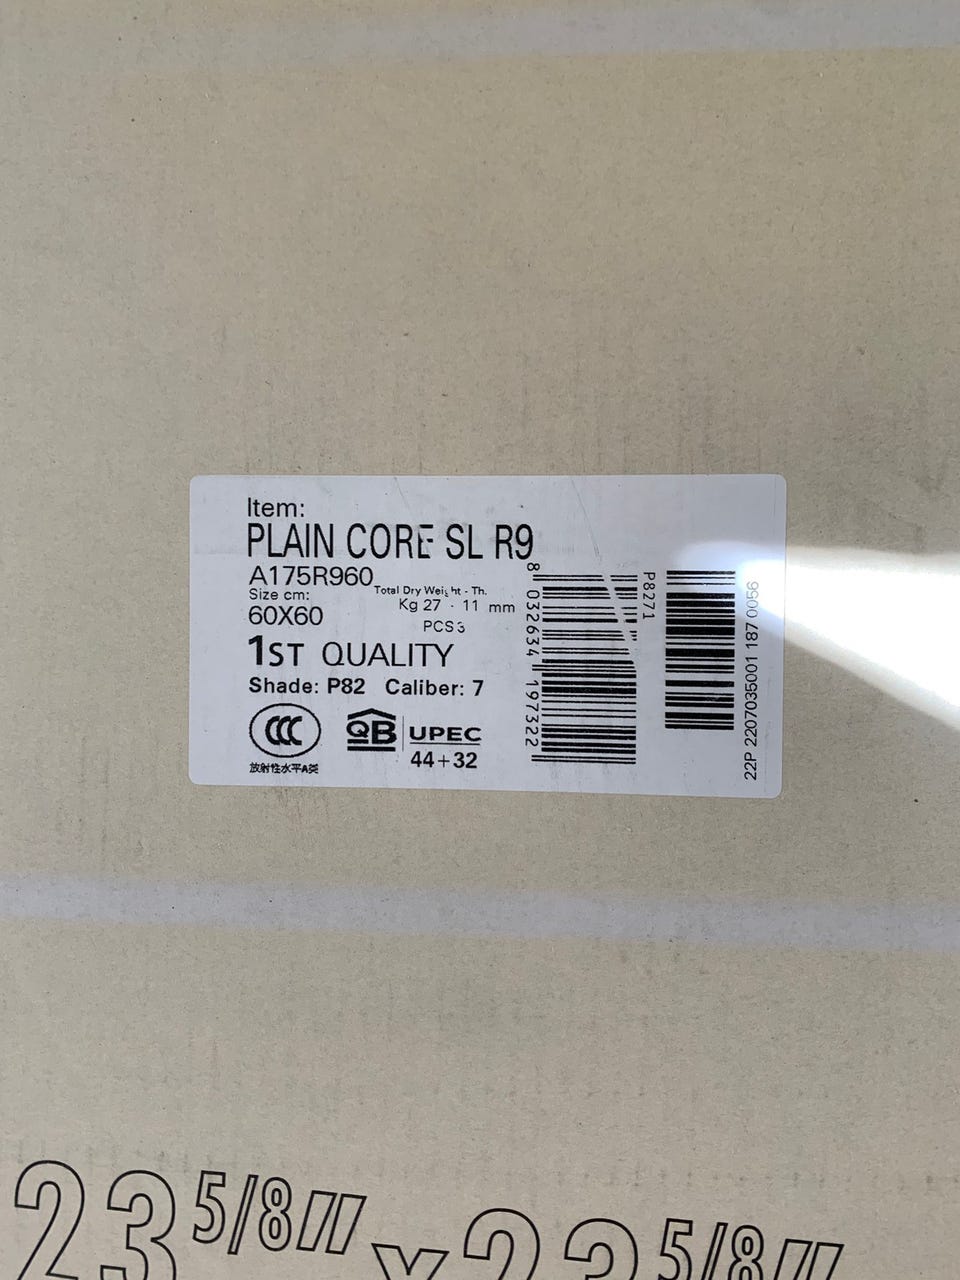 Item:
PLAIN CORE SL R9
A175R960
Total Dry Weight - Th.
Size cm:
Kg 27 - 11 mm
60X60
PCS 3
1ST QUALITY
Shade: P82 Caliber: 7
CCC
QB UPEC
放射性水平A类
44+32
8 032634 197322
P8271
22P 2207035001 187 0056
23 5/8" x 23 5/8"